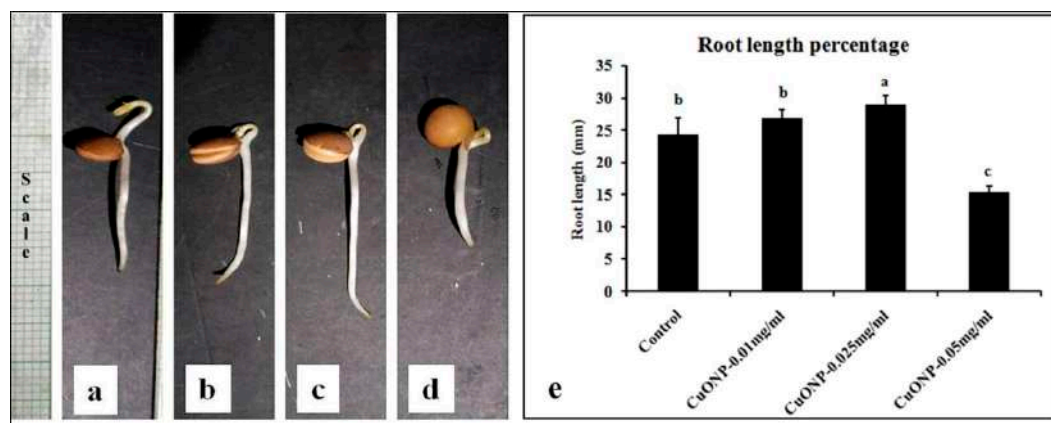 Scale
a
b
c
d
Root length percentage
Root length (mm)
35
30
25
20
15
10
5
0
b
b
a
c
Control
CuONP-0.01mg/ml
CuONP-0.025mg/ml
CuONP-0.05mg/ml
e